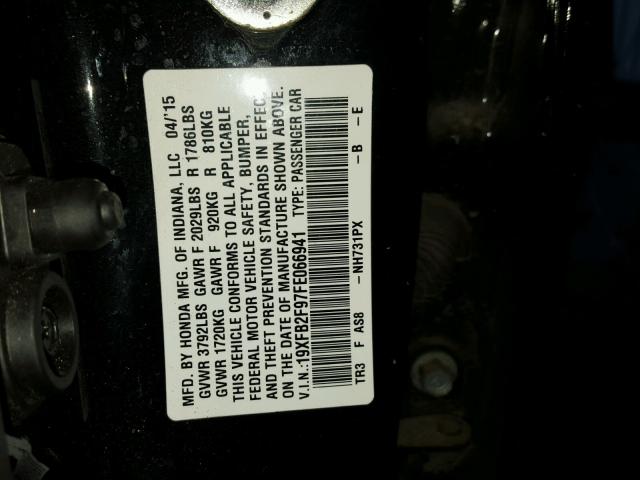 MFD. BY HONDA MFG. OF INDIANA, LLC 04/'15
GVWR 3792LBS GAWR F 2029LBS R 1786LBS
GVWR 1720KG GAWR F 920KG R 810KG
THIS VEHICLE CONFORMS TO ALL APPLICABLE
FEDERAL MOTOR VEHICLE SAFETY, BUMPER,
AND THEFT PREVENTION STANDARDS IN EFFECT
ON THE DATE OF MANUFACTURE SHOWN ABOVE.
V.I.N.:19XFB2F97FE066941 TYPE: PASSENGER CAR
TR3 F AS8 –NH731PX –B –E